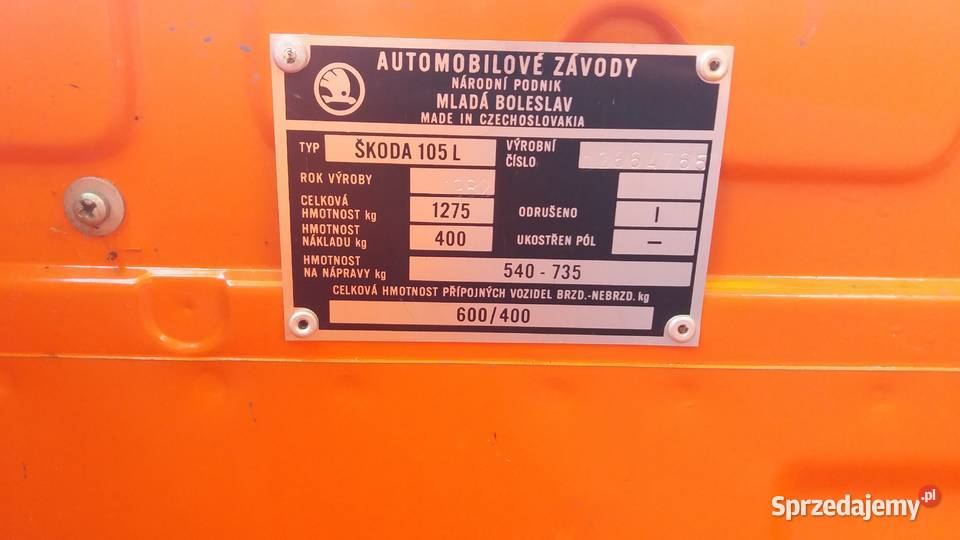 AUTOMOBILOVÉ ZÁVODY
NÁRODNÍ PODNIK
MLADÁ BOLESLAV
MADE IN CZECHOSLOVAKIA
TYP ŠKODA 105 L VÝROBNÍ ČÍSLO
ROK VÝROBY
CELKOVÁ HMOTNOST kg 1275 ODRUŠENO I
HMOTNOST NÁKLADU kg 400 UKOSTŘEN PÓL –
HMOTNOST NA NÁPRAVY kg 540 - 735
CELKOVÁ HMOTNOST PŘÍPOJNÝCH VOZIDEL BRZD.-NEBRZD. kg
600/400
Sprzedajemy.pl